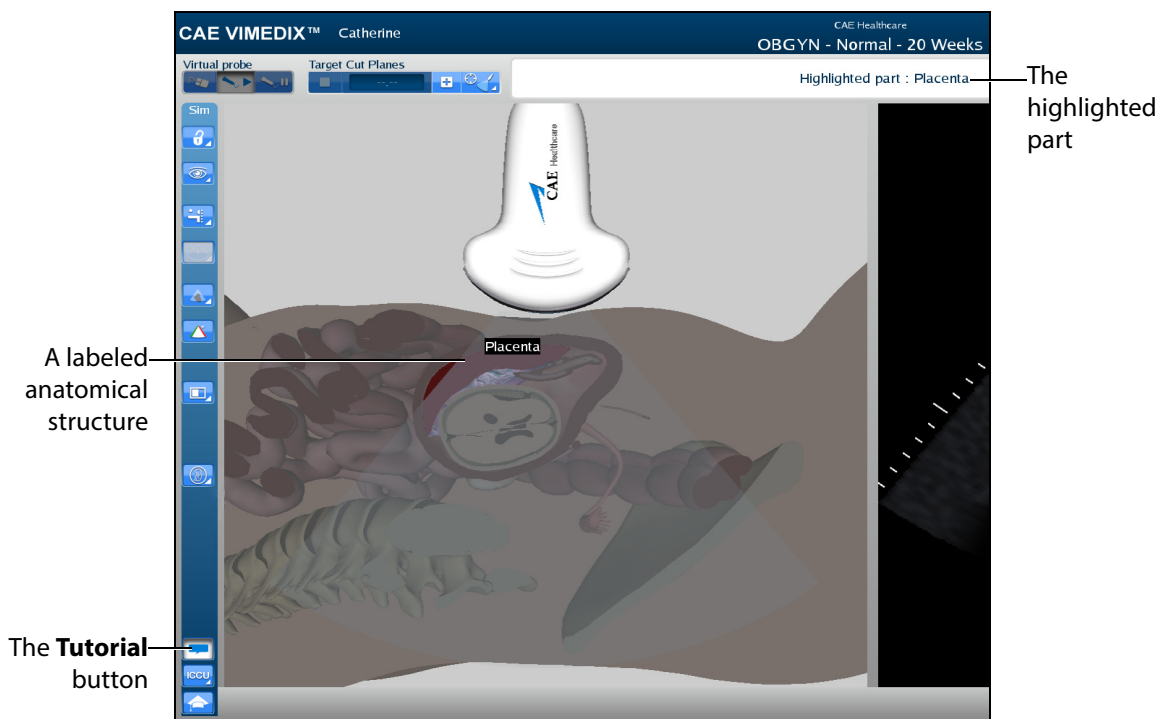 CAE VIMEDIX™ Catherine
CAE Healthcare
OBGYN - Normal - 20 Weeks
Virtual probe
Target Cut Planes
--,--
Highlighted part : Placenta
The
highlighted
part
Sim
CAE Healthcare
Placenta
A labeled
anatomical
structure
The Tutorial
button
ICCU